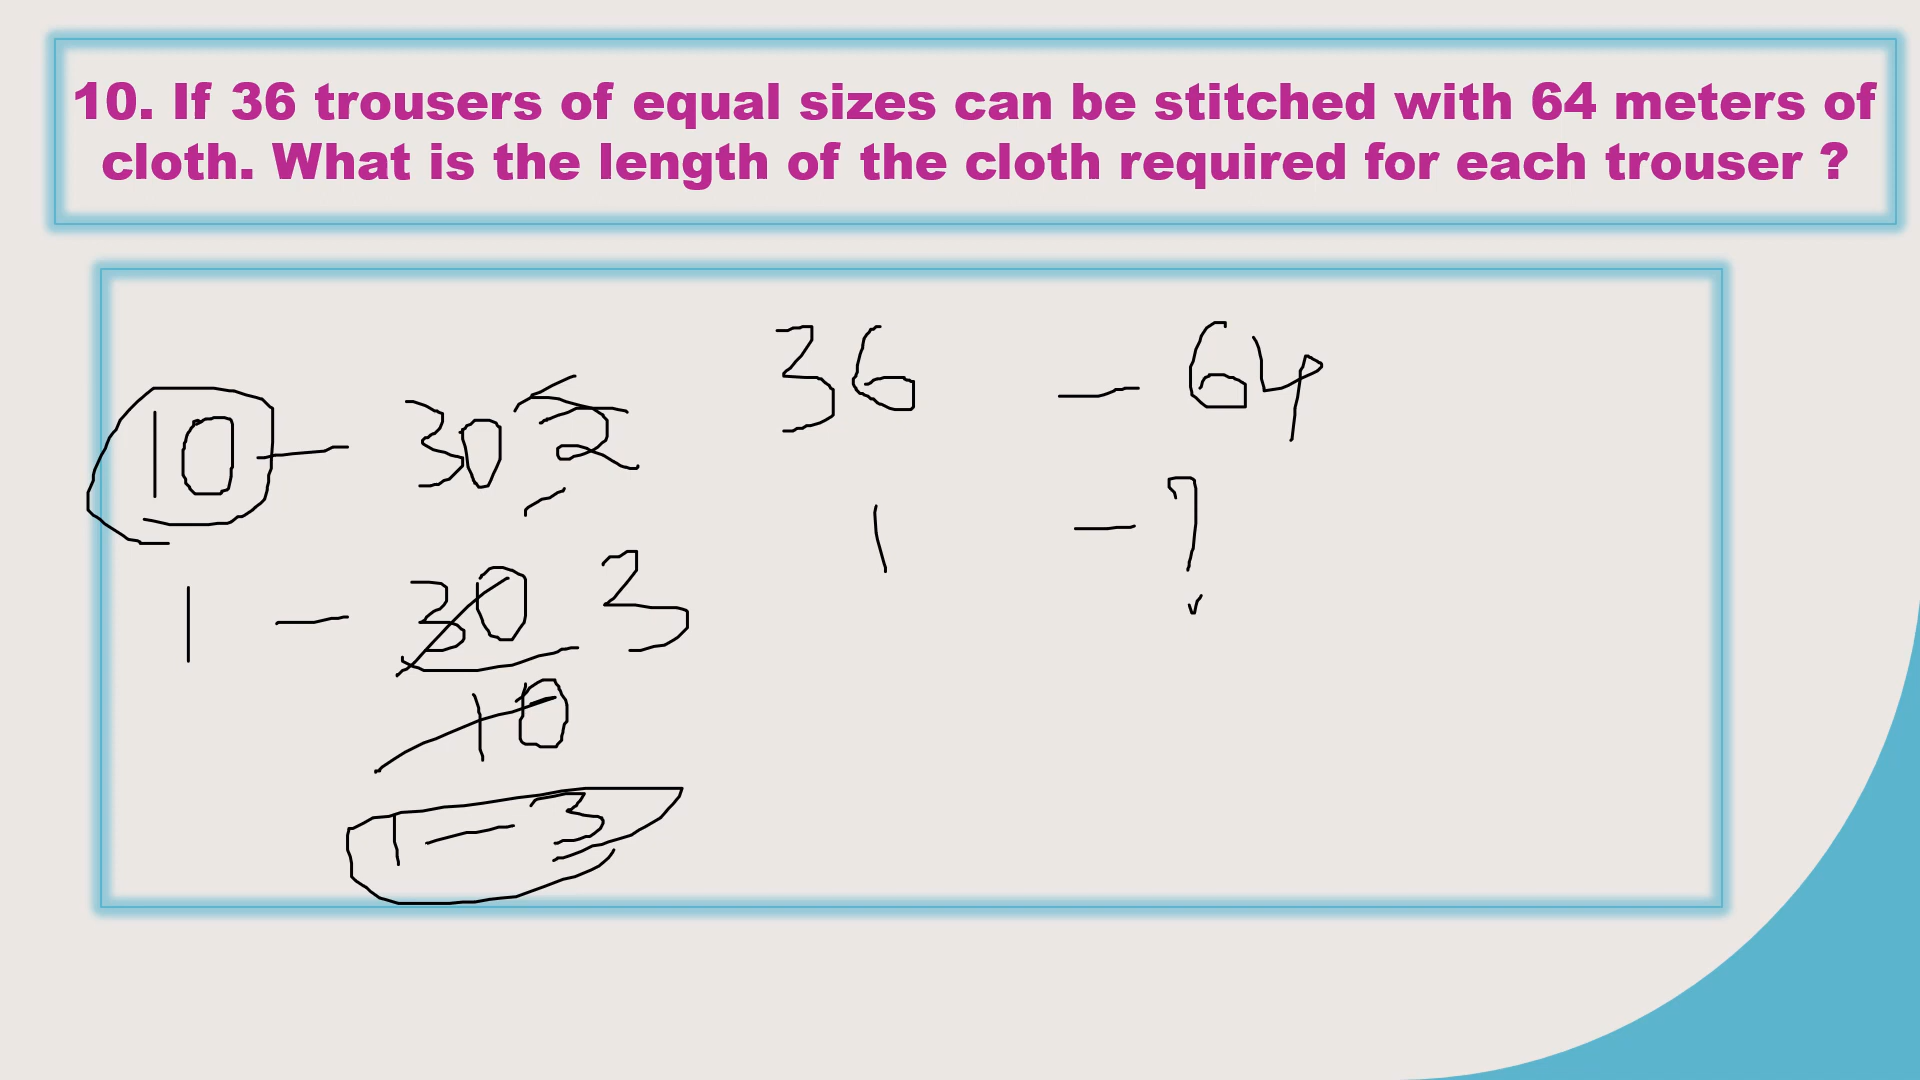 10. If 36 trousers of equal sizes can be stitched with 64 meters of
cloth. What is the length of the cloth required for each trouser ?
36 — 64
10 — 30 ₹
1 — ?
1 — 30 3
10
1 — 3